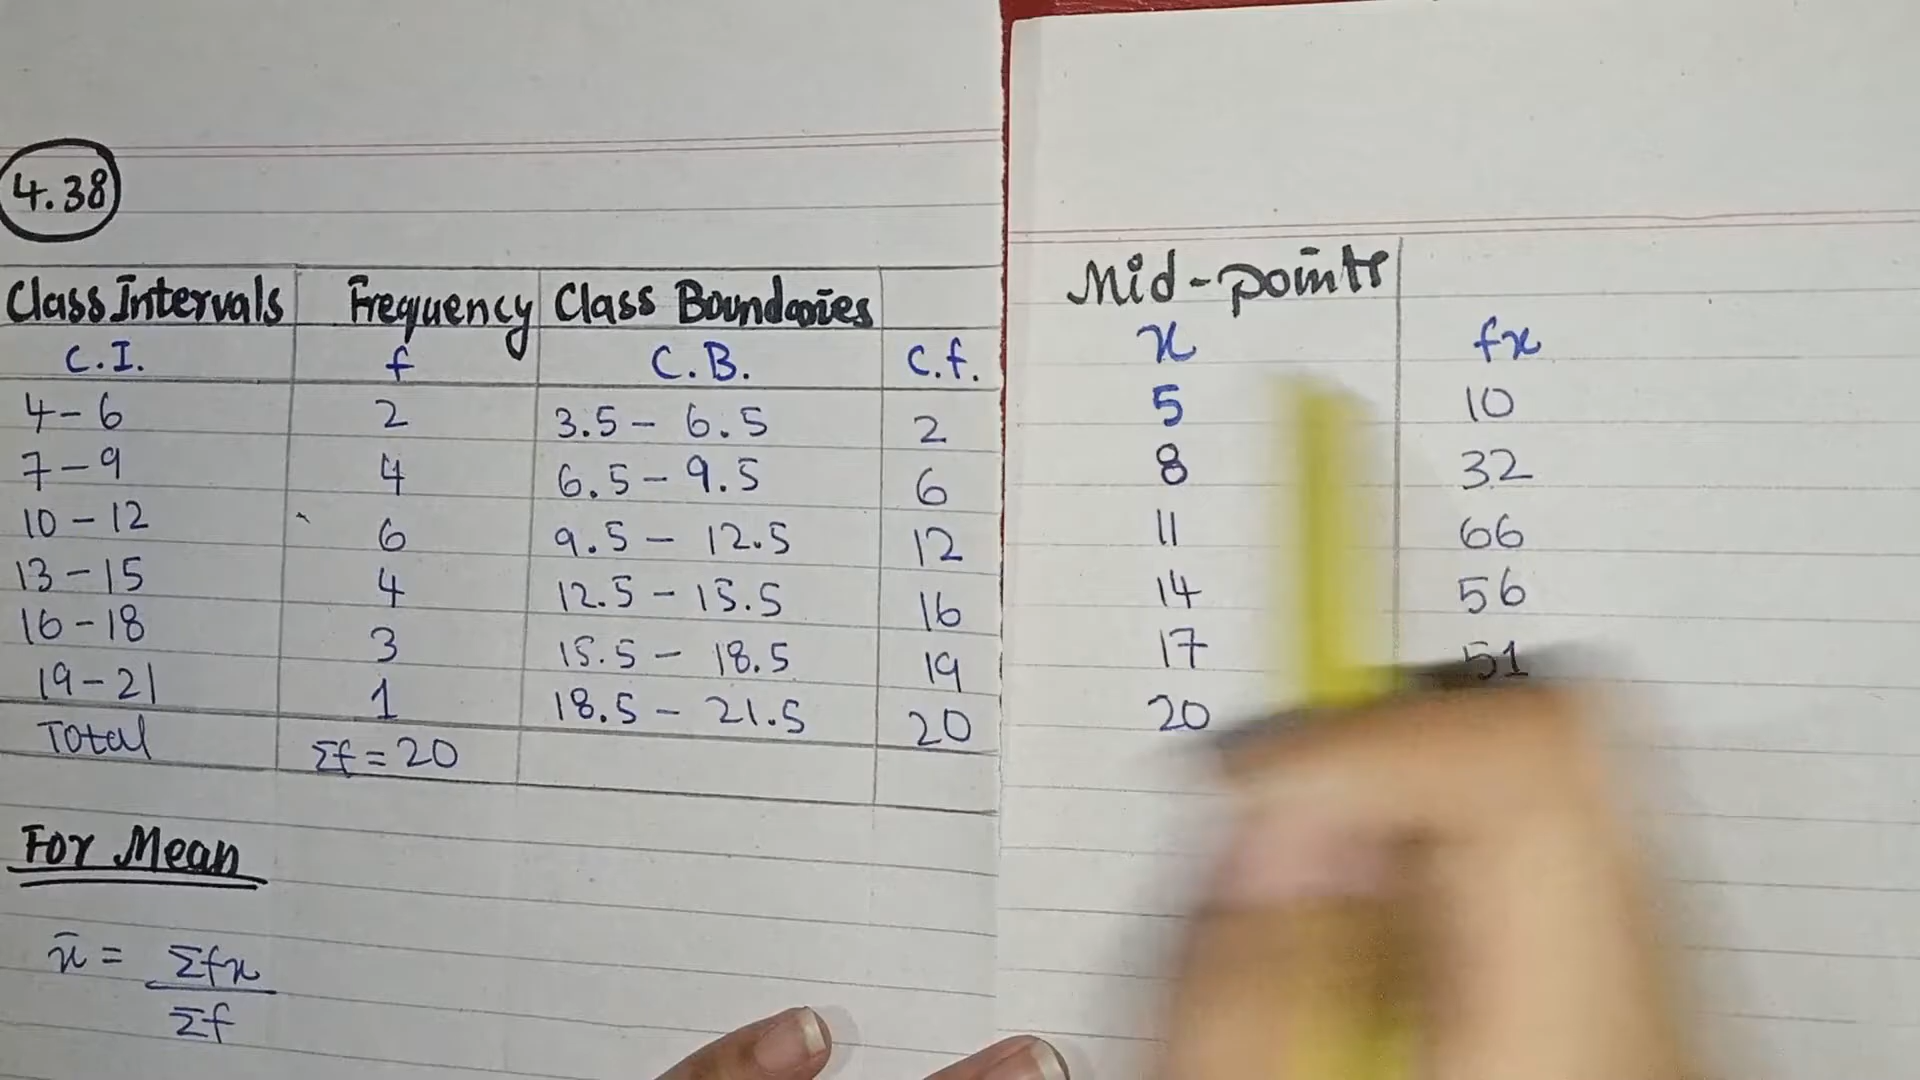 4.38
Class Intervals Frequency Class Boundaries
C.I. f C.B. C.f.
4-6 2 3.5 - 6.5 2
7-9 4 6.5 - 9.5 6
10-12 6 9.5 - 12.5 12
13-15 4 12.5 - 15.5 16
16-18 3 15.5 - 18.5 19
19-21 1 18.5 - 21.5 20
Total Σf = 20
For Mean
x̄ = Σfx
Σf
Mid-points
x fx
5 10
8 32
11 66
14 56
17 51
20